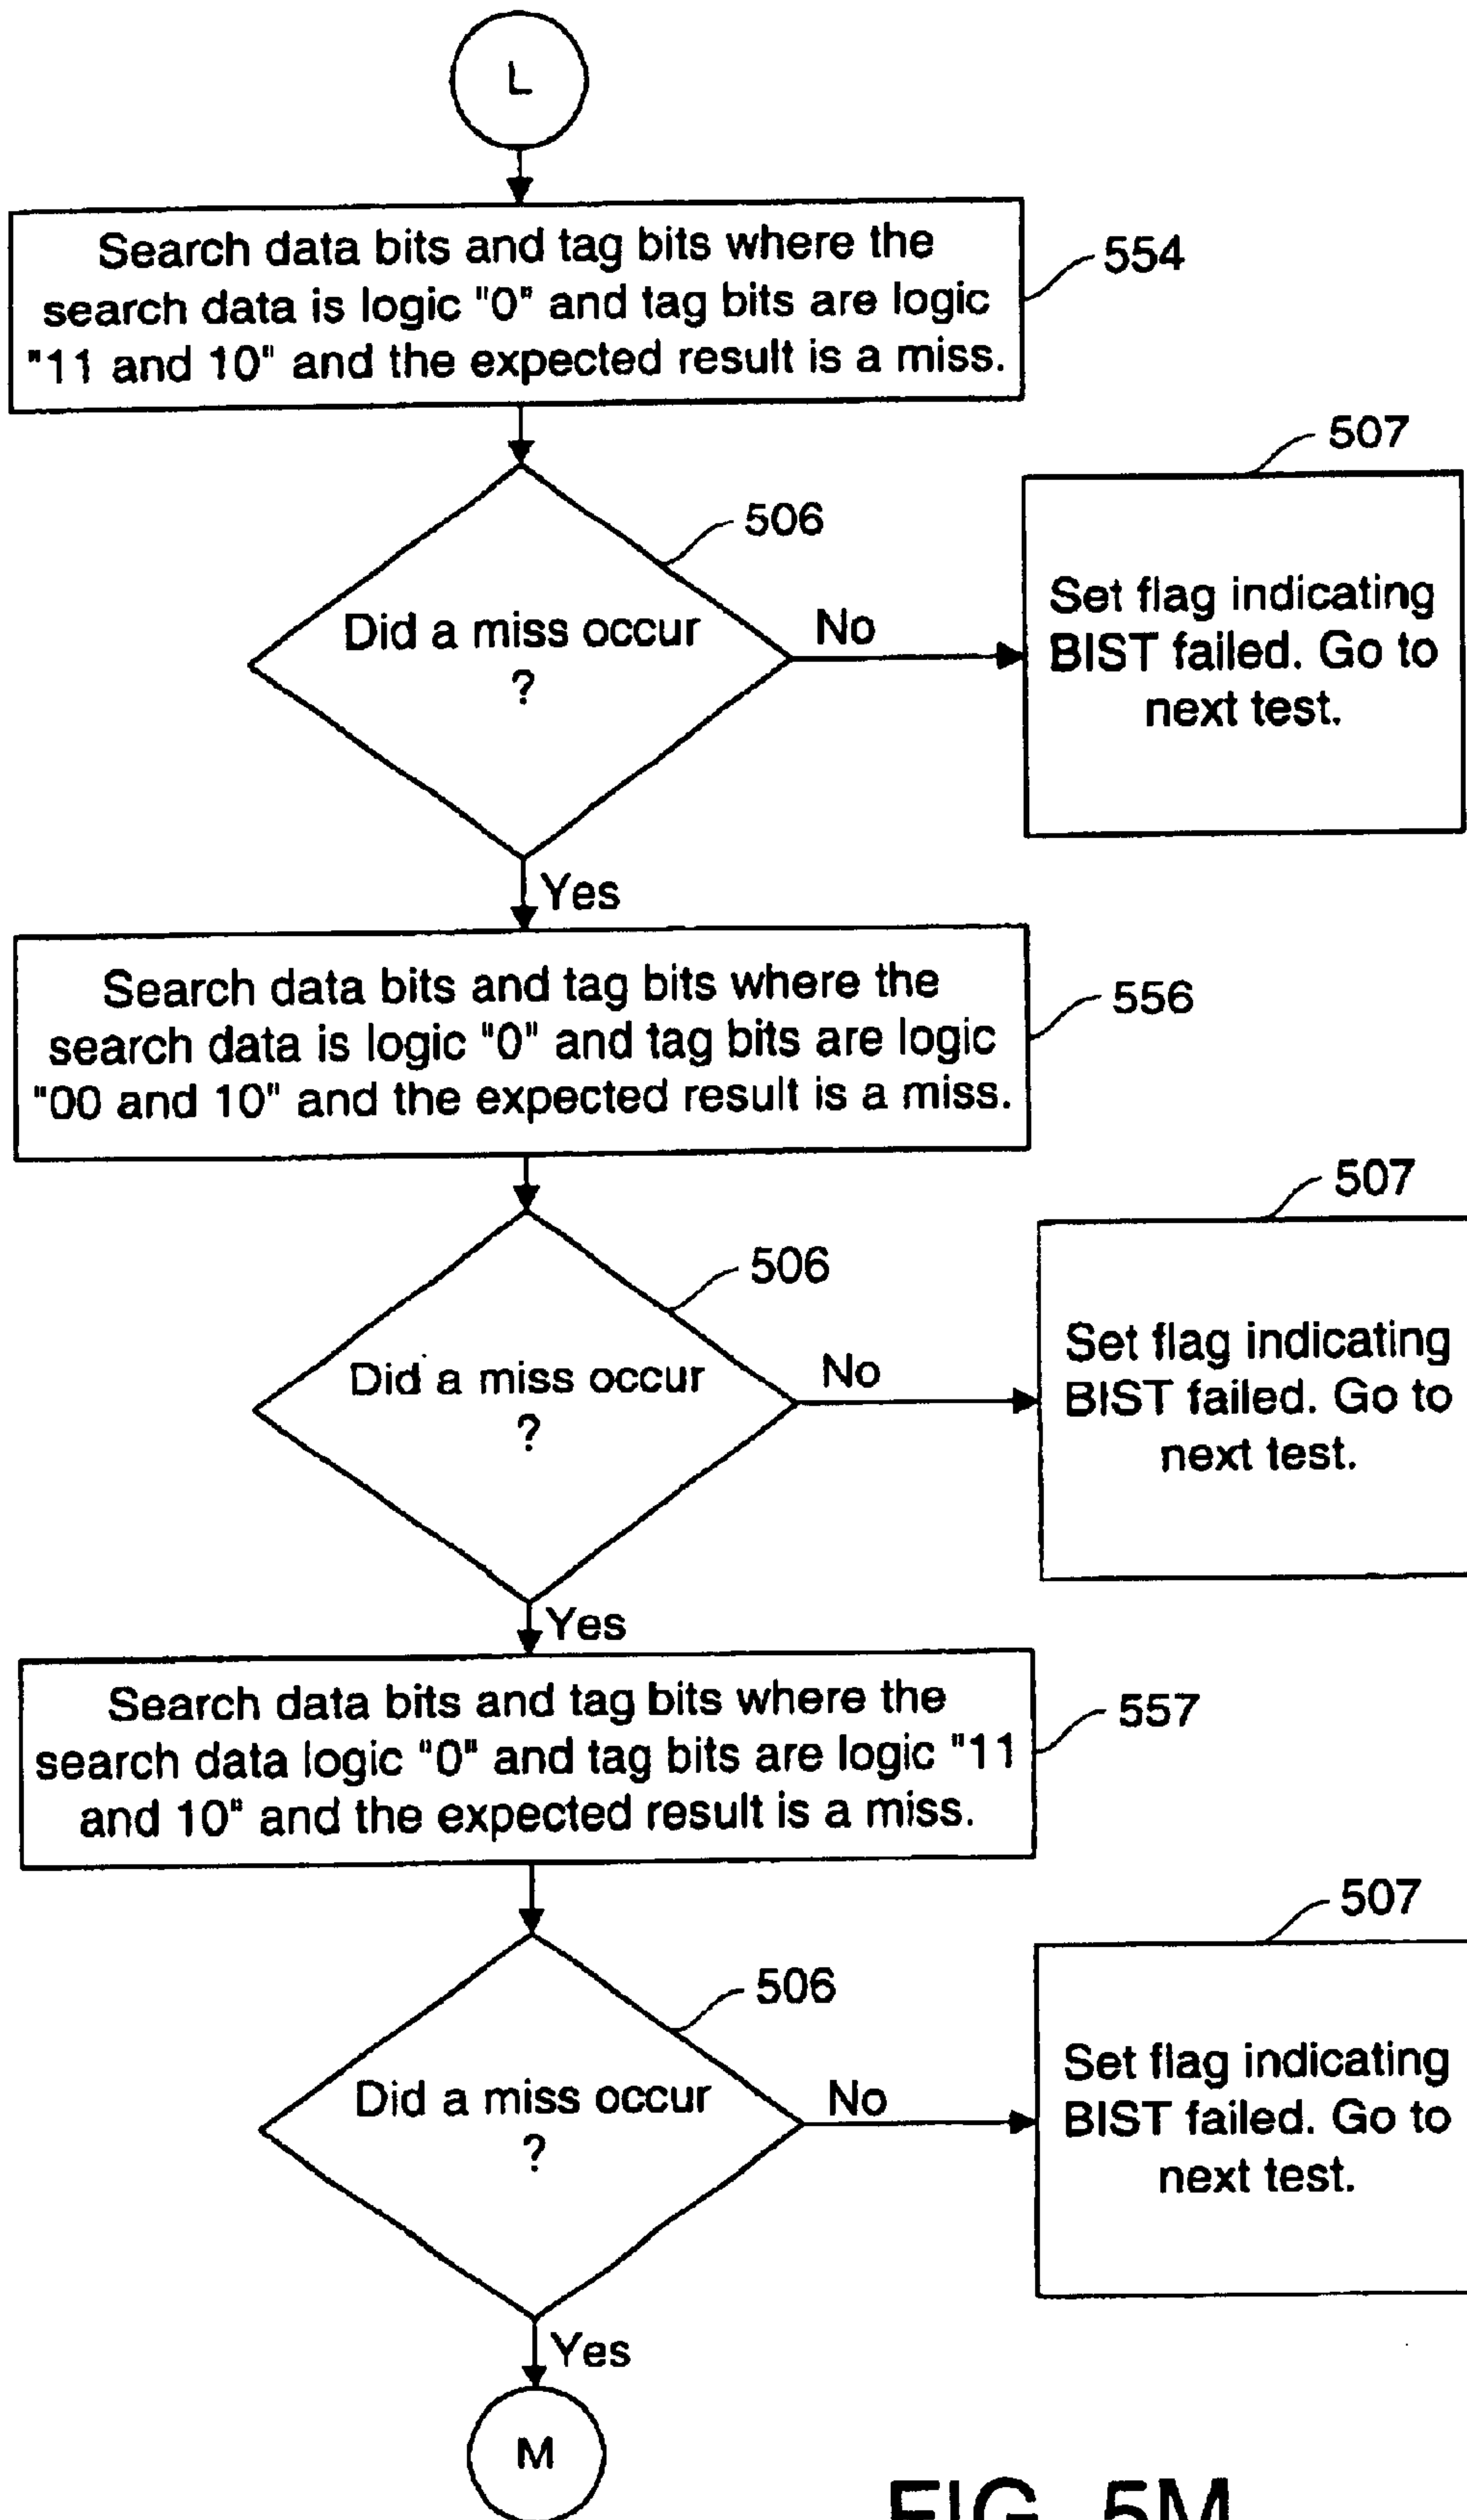 L
Search data bits and tag bits where the
search data is logic "0" and tag bits are logic
"11 and 10" and the expected result is a miss.
554
507
506
Did a miss occur
?
No
Set flag indicating
BIST failed. Go to
next test.
Yes
Search data bits and tag bits where the
search data is logic "0" and tag bits are logic
"00 and 10" and the expected result is a miss.
556
507
506
Did a miss occur
?
No
Set flag indicating
BIST failed. Go to
next test.
Yes
Search data bits and tag bits where the
search data logic "0" and tag bits are logic "11
and 10" and the expected result is a miss.
557
507
506
Did a miss occur
?
No
Set flag indicating
BIST failed. Go to
next test.
Yes
M
FIG. 5M